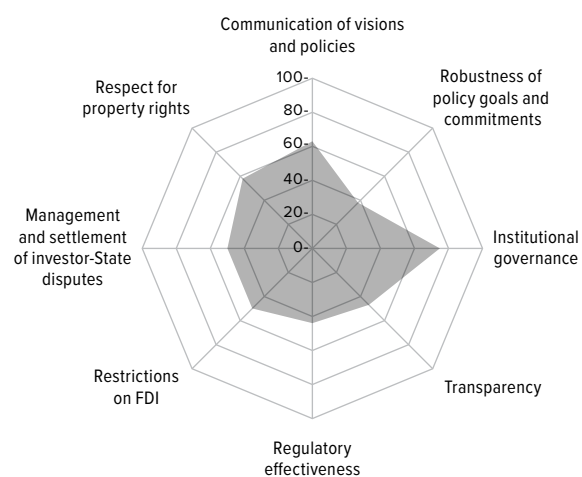 Communication of visions
and policies
Robustness of
policy goals and
commitments
Respect for
property rights
100-
80-
60-
40-
20-
0-
Institutional
governance
Management
and settlement
of investor-State
disputes
Transparency
Restrictions
on FDI
Regulatory
effectiveness